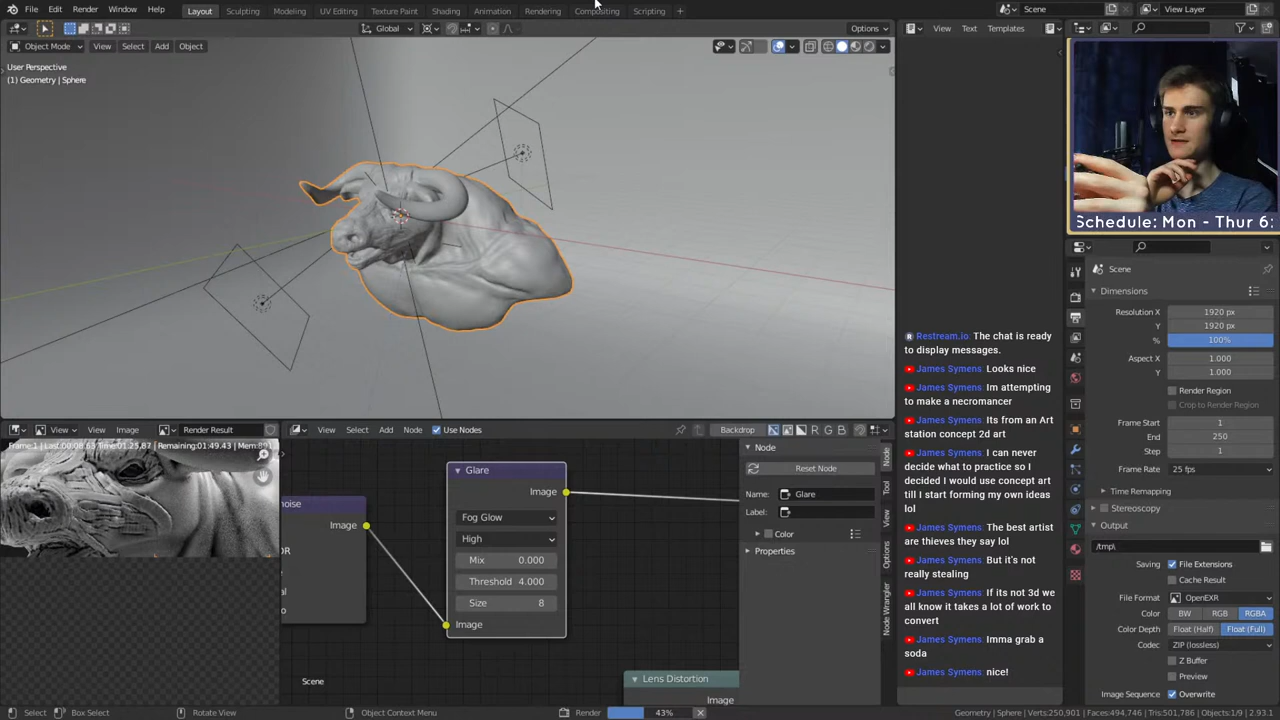 File Edit Render Window Help Layout Sculpting Modeling UV Editing Texture Paint Shading Animation Rendering Compositing Scripting + Scene View Layer
Global Options View Text Templates
Object Mode View Select Add Object
User Perspective
(1) Geometry | Sphere
Schedule: Mon - Thur 6:
Scene
Dimensions
Resolution X 1920 px
Y 1920 px
% 100%
Aspect X 1.000
Y 1.000
Render Region
Crop to Render Region
Frame Start 1
End 250
Step 1
Frame Rate 25 fps
Time Remapping
Stereoscopy
Output
/tmp\
Saving File Extensions
Cache Result
File Format OpenEXR
Color BW RGB RGBA
Color Depth Float (Half) Float (Full)
Codec ZIP (lossless)
Z Buffer
Preview
Image Sequence Overwrite
Restream.io The chat is ready
to display messages.
James Symens Looks nice
James Symens Im attempting
to make a necromancer
James Symens Its from an Art
station concept 2d art
James Symens I can never
decide what to practice so I
decided I would use concept art
till I start forming my own ideas
lol
James Symens The best artist
are thieves they say lol
James Symens But it's not
really stealing
James Symens If its not 3d we
all know it takes a lot of work to
convert
James Symens Imma grab a
soda
James Symens nice!
View View Image Render Result
View Select Add Node Use Nodes Backdrop R G B
noise
Image
Glare
Image
Fog Glow
High
Mix 0.000
Threshold 4.000
Size 8
Image
Scene
Lens Distortion
Image
Node
Reset Node
Name: Glare
Label:
Color
Properties
Node
Tool
View
Options
Node Wrangler
Select Box Select Rotate View Object Context Menu Render 43% Geometry | Sphere Verts:250,901 Faces:494,746 Tris:501,786 Objects:1/9 2.93.1